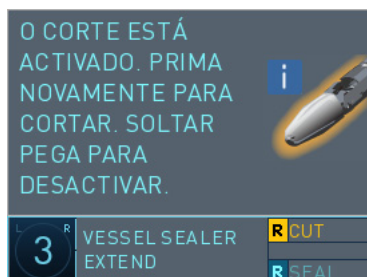 O CORTE ESTÁ
ACTIVADO. PRIMA
NOVAMENTE PARA
CORTAR. SOLTAR
PEGA PARA
DESACTIVAR.
i
L R
3
VESSEL SEALER
EXTEND
R CUT
R SEAL